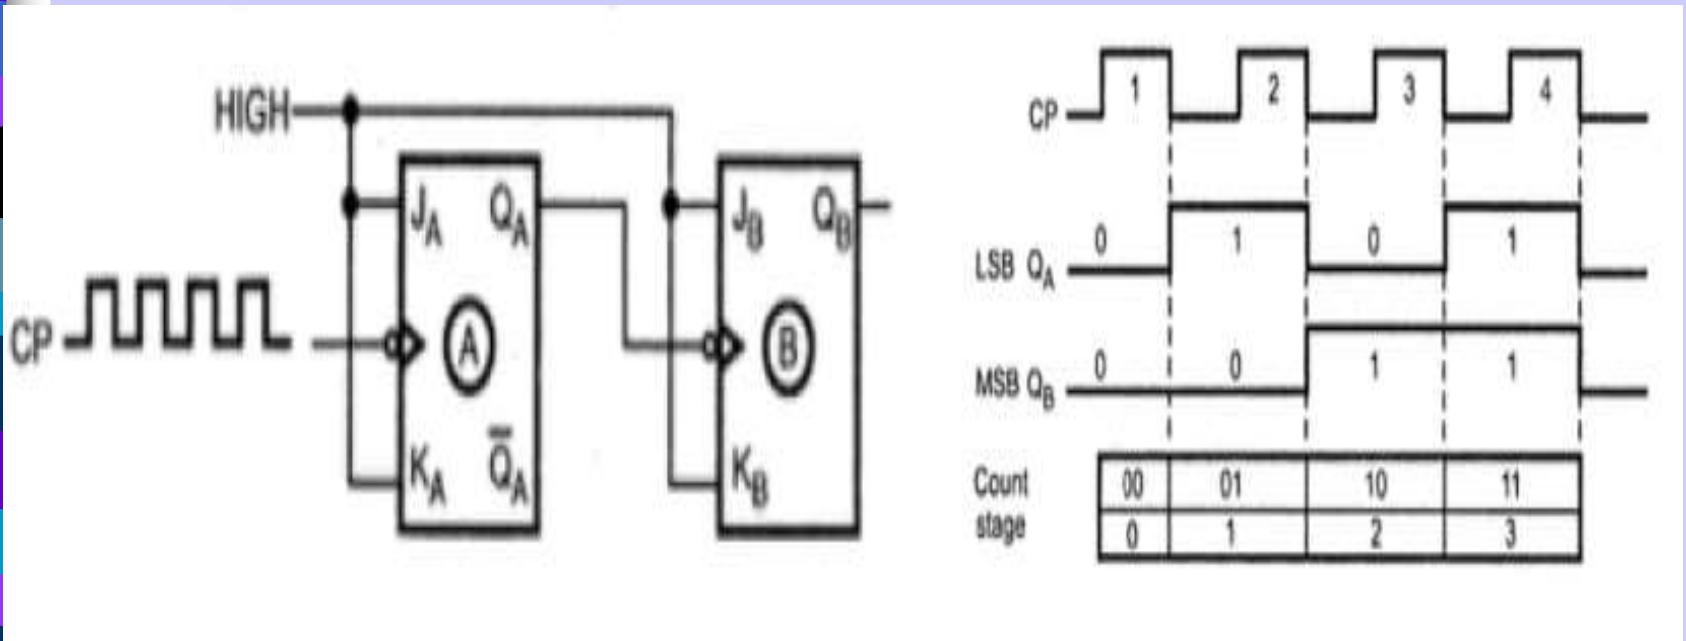 HIGH
J_A Q_A
J_B Q_B
CP
A
B
K_A Q̅_A
K_B
CP 1 2 3 4
LSB Q_A 0 1 0 1
MSB Q_B 0 0 1 1
Count 00 01 10 11
stage 0 1 2 3